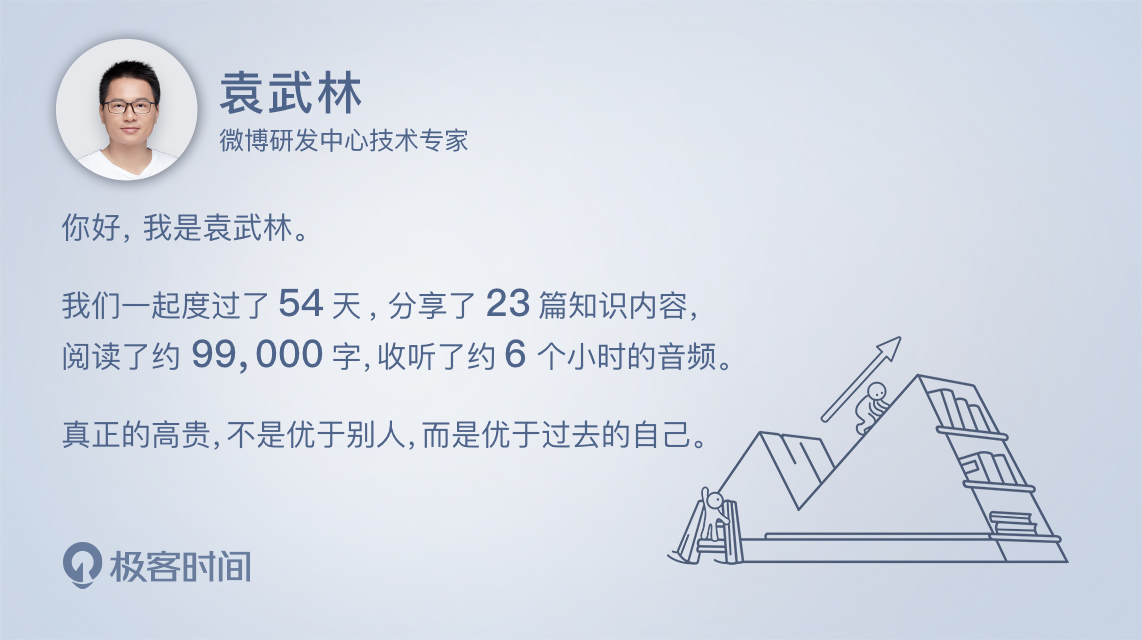 袁武林
微博研发中心技术专家
你好，我是袁武林。
我们一起度过了 54 天，分享了 23 篇知识内容，
阅读了约 99,000 字，收听了约 6 个小时的音频。
真正的高贵，不是优于别人，而是优于过去的自己。
极客时间